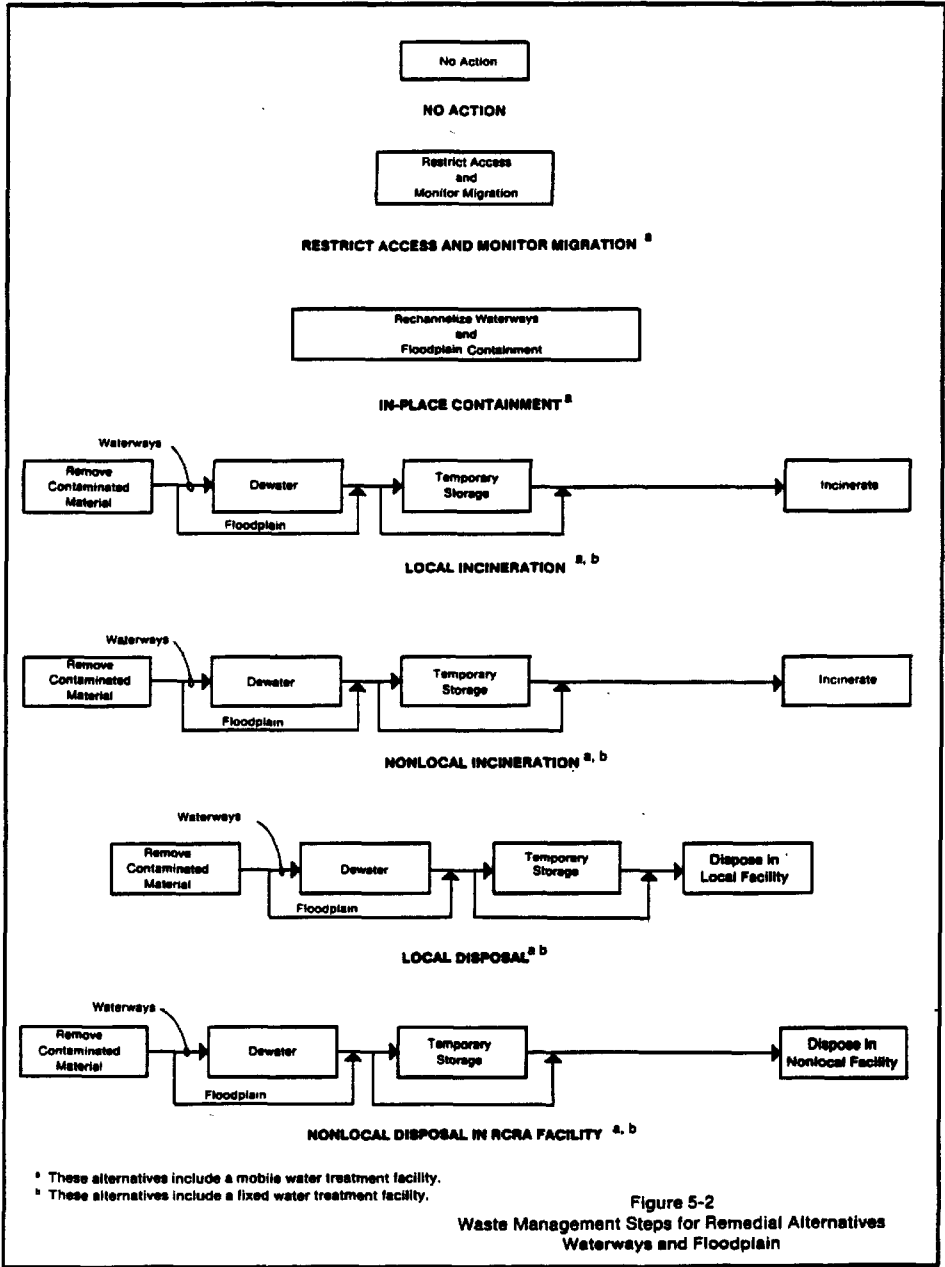 No Action
NO ACTION
Restrict Access
and
Monitor Migration
RESTRICT ACCESS AND MONITOR MIGRATION a
Rechannelize Waterways
and
Floodplain Containment
IN-PLACE CONTAINMENT a
Waterways
Remove
Contaminated
Material
Dewater
Temporary
Storage
Incinerate
Floodplain
LOCAL INCINERATION a, b
Waterways
Remove
Contaminated
Material
Dewater
Temporary
Storage
Incinerate
Floodplain
NONLOCAL INCINERATION a, b
Waterways
Remove
Contaminated
Material
Dewater
Temporary
Storage
Dispose in
Local Facility
Floodplain
LOCAL DISPOSAL a b
Waterways
Remove
Contaminated
Material
Dewater
Temporary
Storage
Dispose in
Nonlocal Facility
Floodplain
NONLOCAL DISPOSAL IN RCRA FACILITY a, b
a These alternatives include a mobile water treatment facility.
b These alternatives include a fixed water treatment facility.
Figure 5-2
Waste Management Steps for Remedial Alternatives
Waterways and Floodplain